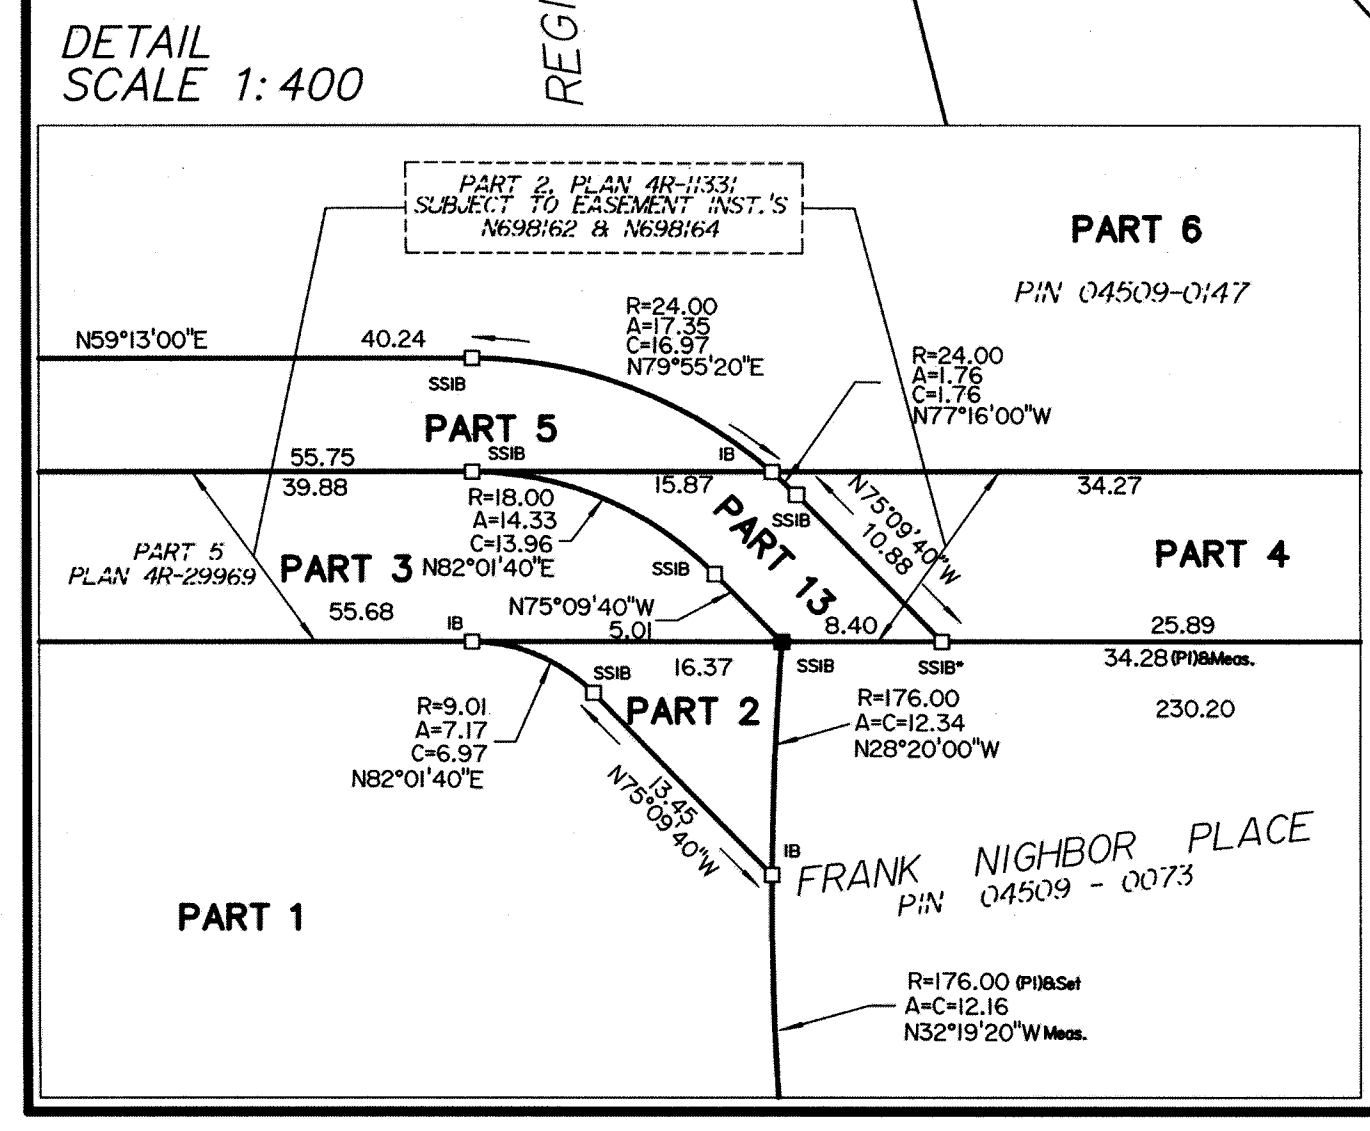 DETAIL
SCALE 1:400
REGI
PART 2, PLAN 4R-11331
SUBJECT TO EASEMENT INST.'S
N698162 & N698164
PART 6
PIN 04509-0147
N59°13'00"E
40.24
SSIB
R=24.00
A=17.35
C=16.97
N79°55'20"E
R=24.00
A=1.76
C=1.76
N77°16'00"W
PART 5
55.75
SSIB
39.88
15.87
IB
34.27
R=18.00
A=14.33
C=13.96
N82°01'40"E
PART 13
SSIB
N75°09'40"W
10.88
PART 5
PLAN 4R-29969
PART 3
SSIB
PART 4
N75°09'40"W
5.01
55.68
IB
8.40
25.89
16.37
SSIB
SSIB
SSIB*
34.28 (P1)&Meas.
230.20
PART 2
R=9.01
A=7.17
C=6.97
N82°01'40"E
R=176.00
A=C=12.34
N28°20'00"W
13.45
N75°09'40"W
IB
FRANK NIGHBOR PLACE
PIN 04509 - 0073
PART 1
R=176.00 (P1)&Set
A=C=12.16
N32°19'20"W Meas.